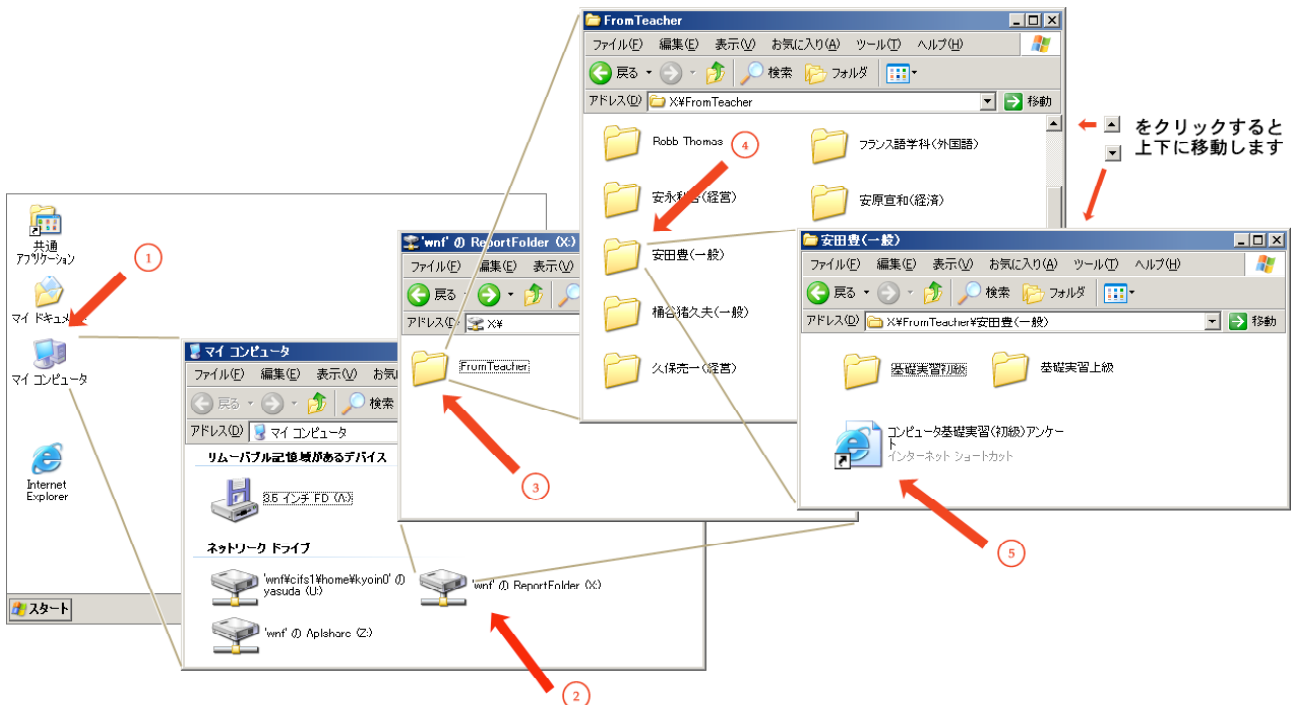 共通
アプリケーション
マイ ドキュメ
マイ コンピュータ
Internet
Explorer
スタート
1
マイ コンピュータ
ファイル(F) 編集(E) 表示(V) お気
戻る 検索
アドレス(D) マイ コンピュータ
リムーバブル記憶域があるデバイス
3.5 インチ FD (A:)
ネットワーク ドライブ
'wnf¥cifs1¥home¥kyoin0' の
yasuda (U:)
'wnf' の ReportFolder (X:)
'wnf' の Aplshare (Z:)
2
'wnf' の ReportFolder (X:)
ファイル(F) 編集(E) 表示(V)
戻る
アドレス(D) X:¥
FromTeacher
3
FromTeacher
ファイル(F) 編集(E) 表示(V) お気に入り(A) ツール(T) ヘルプ(H)
戻る 検索 フォルダ
アドレス(D) X:¥FromTeacher 移動
Robb Thomas
フランス語学科(外国語)
(経営)
安原宣和(経済)
安田豊(一般)
桶谷猪久夫(一般)
久保亮一(経営)
4
をクリックすると
上下に移動します
安田豊(一般)
ファイル(F) 編集(E) 表示(V) お気に入り(A) ツール(T) ヘルプ(H)
戻る 検索 フォルダ
アドレス(D) X:¥FromTeacher¥安田豊(一般) 移動
基礎実習初級
基礎実習上級
コンピュータ基礎実習(初級)アンケー
ト
インターネット ショートカット
5